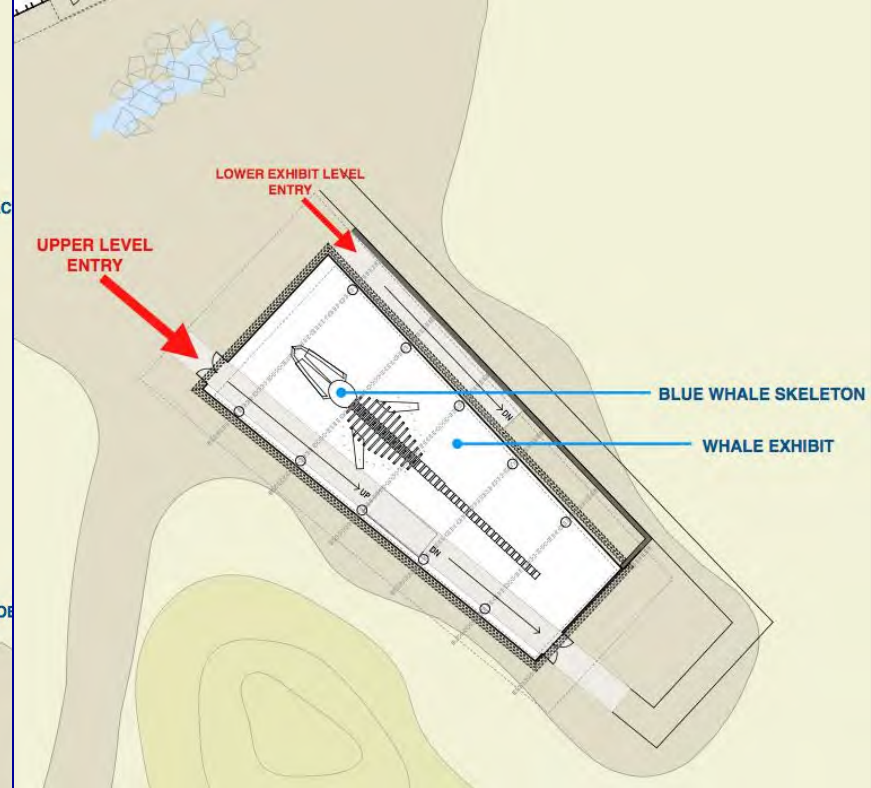 LOWER EXHIBIT LEVEL
ENTRY
UPPER LEVEL
ENTRY
BLUE WHALE SKELETON
WHALE EXHIBIT
DN
UP
DN